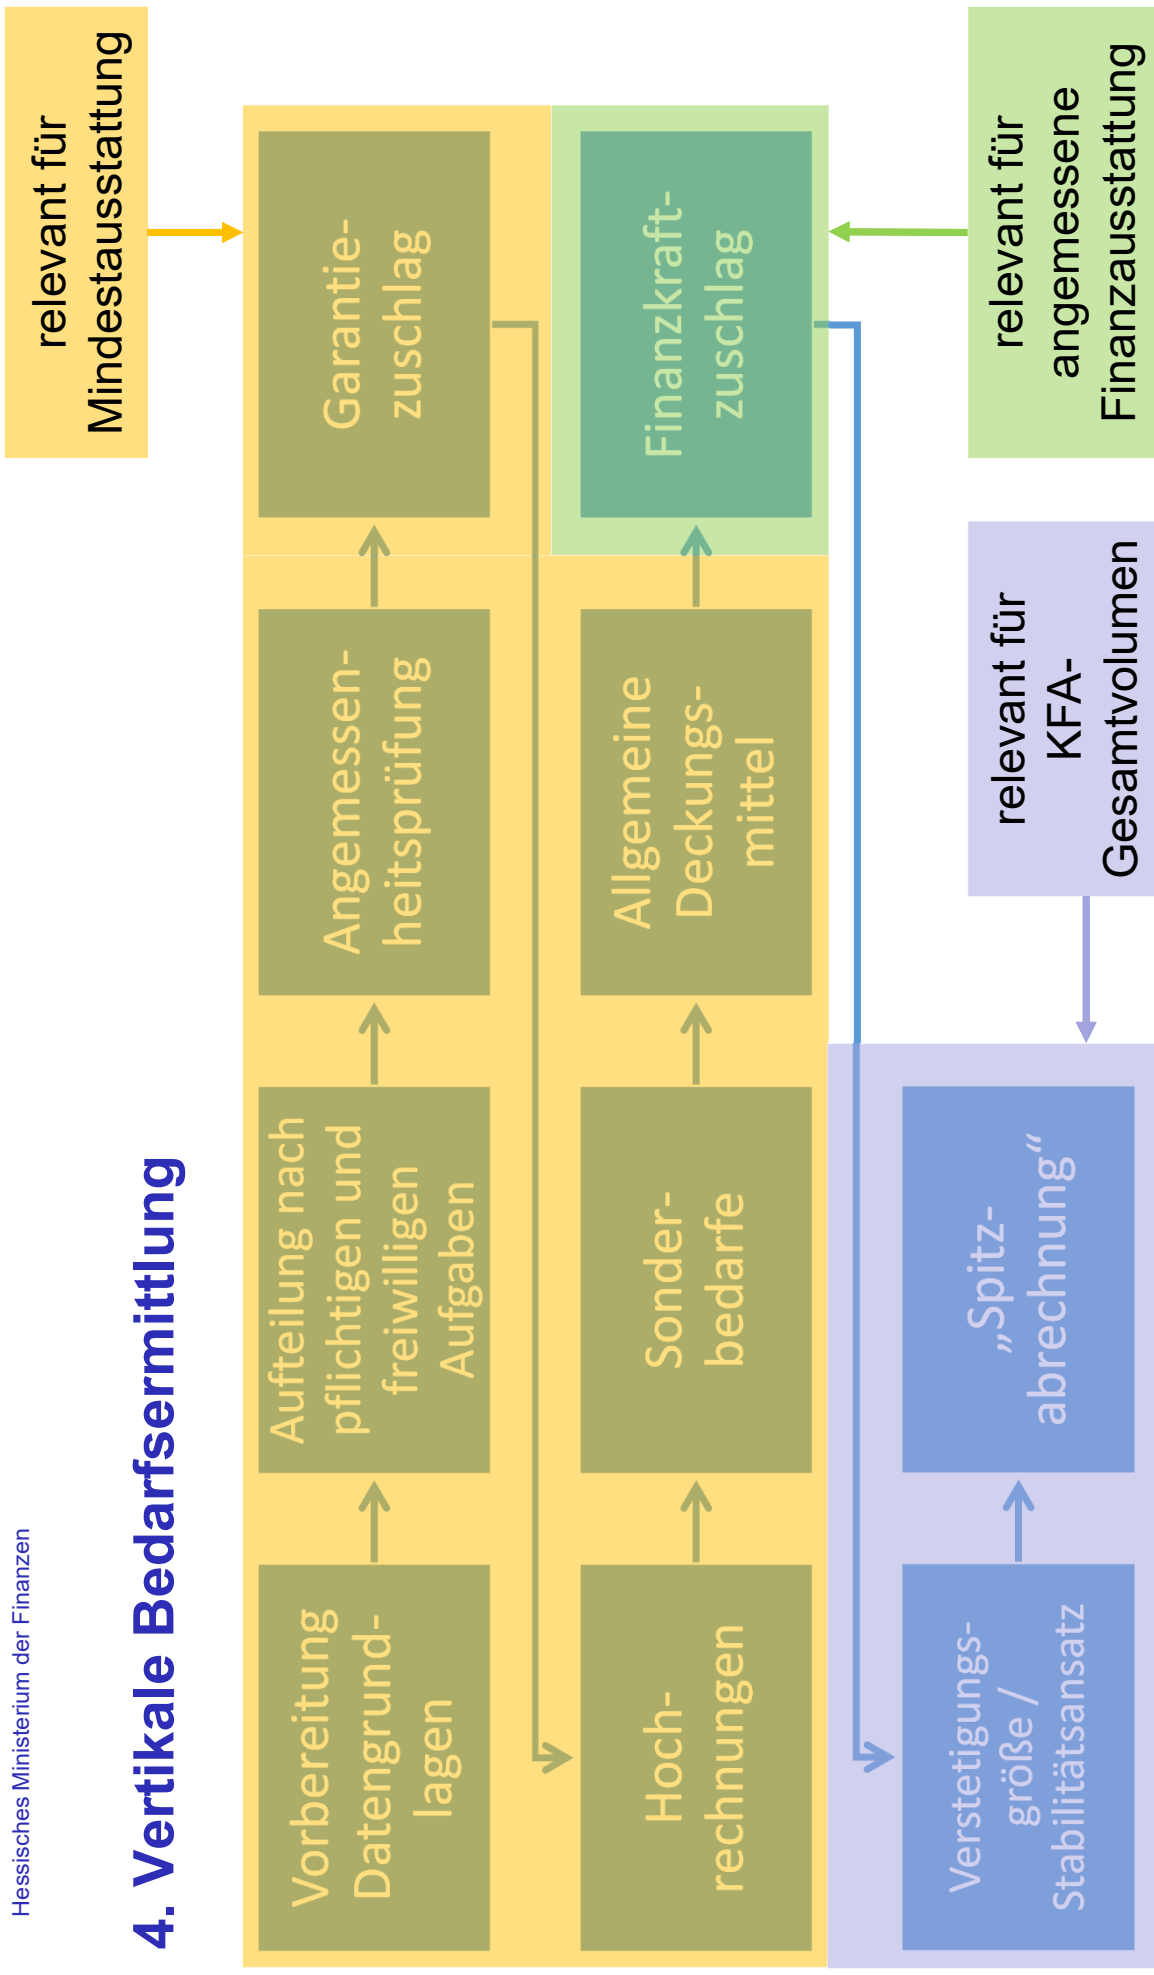 Hessisches Ministerium der Finanzen
4. Vertikale Bedarfsermittlung
relevant für
Mindestausstattung
Vorbereitung
Datengrund-
lagen
Aufteilung nach
pflichtigen und
freiwilligen
Aufgaben
Angemessen-
heitsprüfung
Garantie-
zuschlag
Hoch-
rechnungen
Sonder-
bedarfe
Allgemeine
Deckungs-
mittel
Finanzkraft-
zuschlag
Verstetigungs-
größe /
Stabilitätsansatz
„Spitz-
abrechnung“
relevant für
KFA-
Gesamtvolumen
relevant für
angemessene
Finanzausstattung